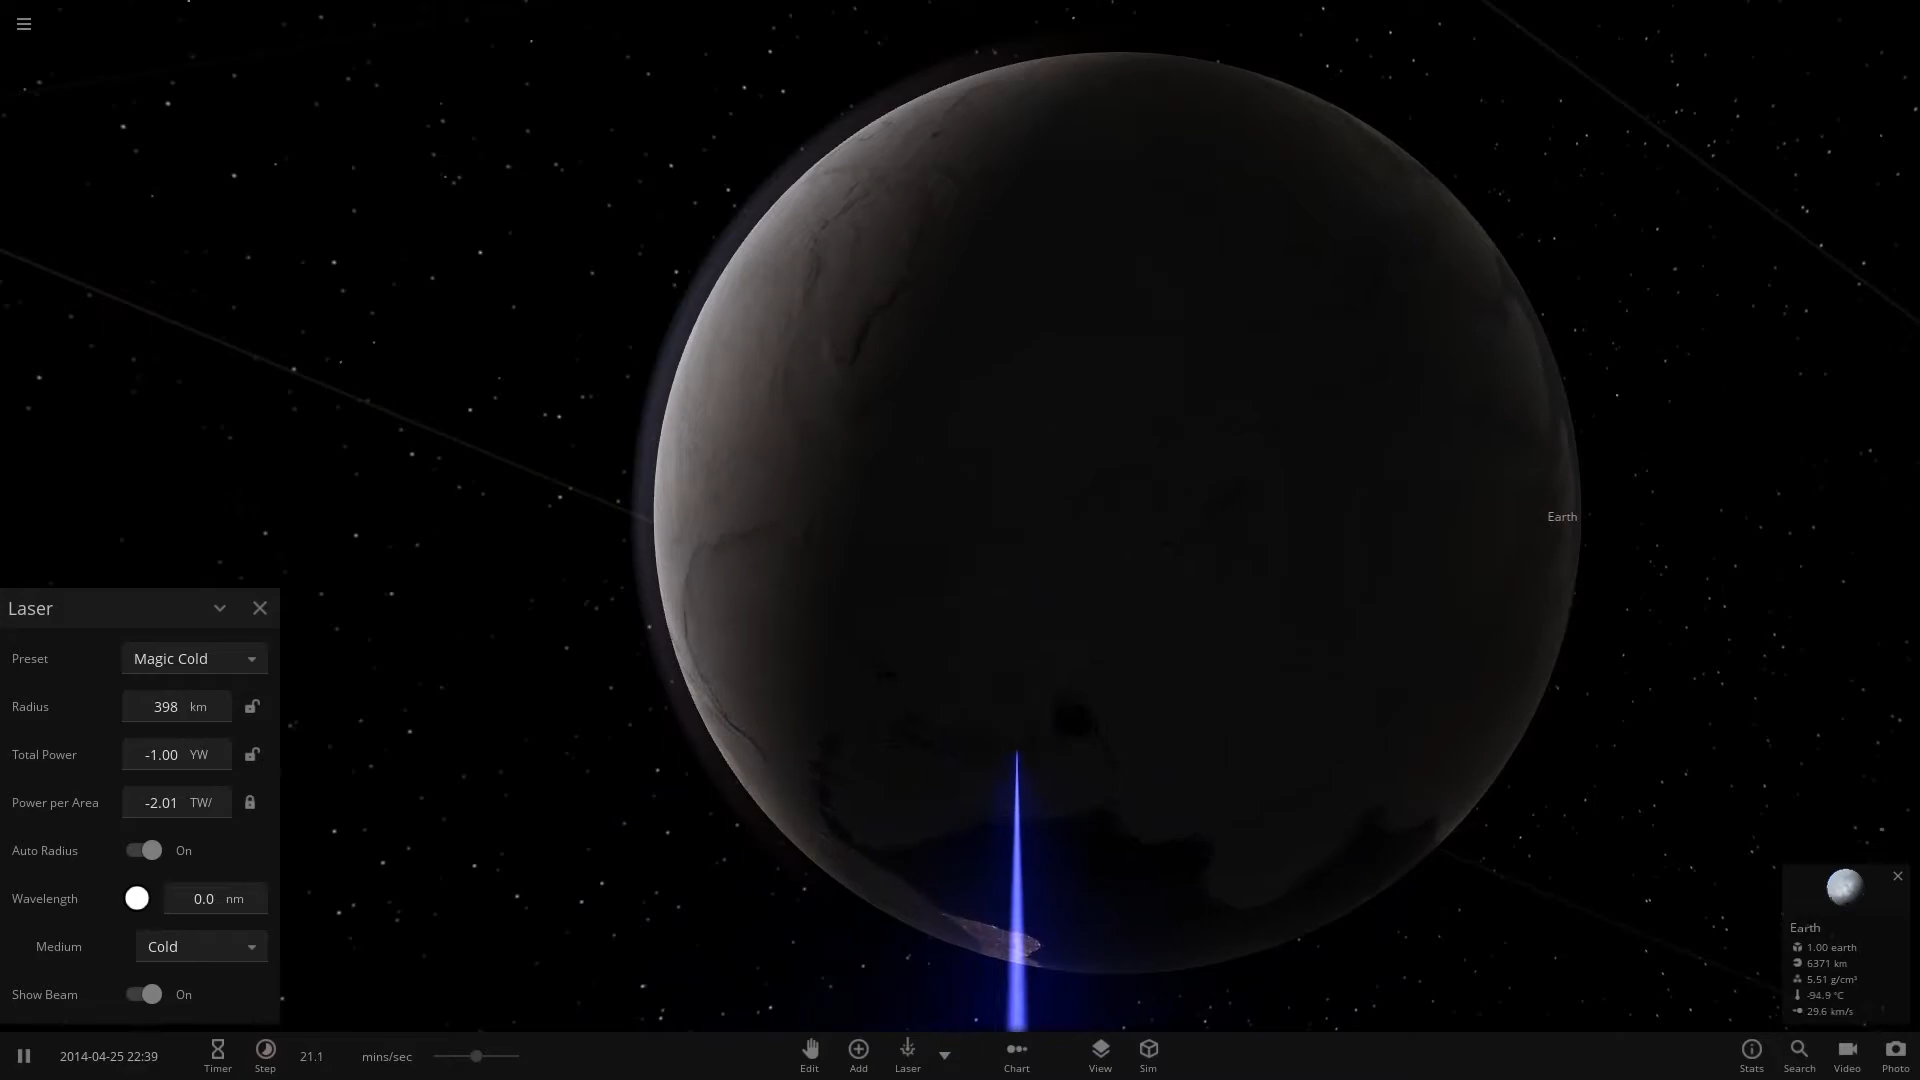 Earth
Laser
Preset
Magic Cold
Radius
398 km
Total Power
-1.00 YW
Power per Area
-2.01 TW/
Auto Radius
On
Wavelength
0.0 nm
Medium
Cold
Show Beam
On
Earth
1.00 earth
6371 km
5.51 g/cm³
-94.9 °C
29.6 km/s
2014-04-25 22:39
Timer
Step
21.1 mins/sec
Edit
Add
Laser
Chart
View
Sim
Stats
Search
Video
Photo